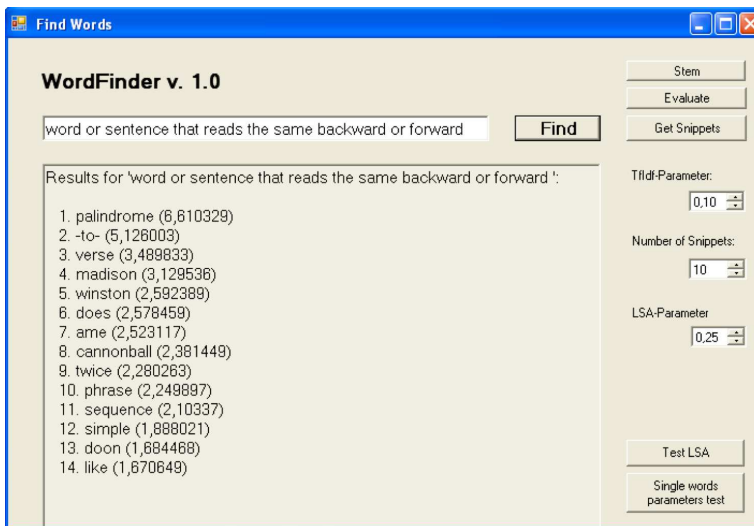 Find Words
WordFinder v. 1.0
word or sentence that reads the same backward or forward
Find
Results for 'word or sentence that reads the same backward or forward ':
1. palindrome (6,610329)
2. -to- (5,126003)
3. verse (3,489833)
4. madison (3,129536)
5. winston (2,592389)
6. does (2,578459)
7. ame (2,523117)
8. cannonball (2,381449)
9. twice (2,280263)
10. phrase (2,249897)
11. sequence (2,10337)
12. simple (1,888021)
13. doon (1,684468)
14. like (1,670649)
Stem
Evaluate
Get Snippets
TfIdf-Parameter:
0,10
Number of Snippets:
10
LSA-Parameter
0,25
Test LSA
Single words
parameters test